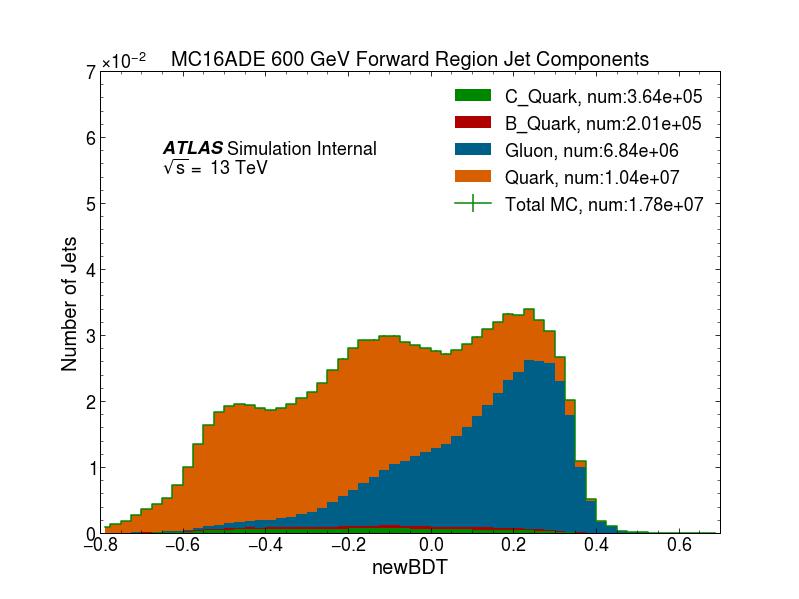 ×10⁻²
MC16ADE 600 GeV Forward Region Jet Components
C_Quark, num:3.64e+05
B_Quark, num:2.01e+05
Gluon, num:6.84e+06
Quark, num:1.04e+07
Total MC, num:1.78e+07
ATLAS Simulation Internal
√s = 13 TeV
Number of Jets
7
6
5
4
3
2
1
0
−0.8 −0.6 −0.4 −0.2 0.0 0.2 0.4 0.6
newBDT